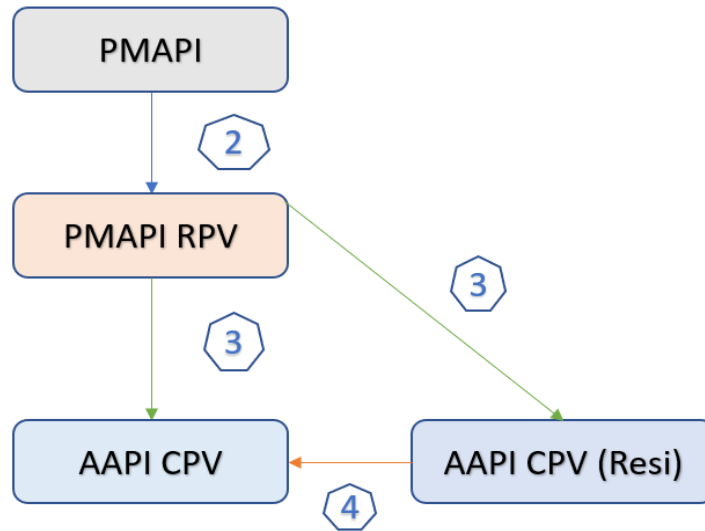 PMAPI
2
PMAPI RPV
3
3
AAPI CPV
AAPI CPV (Resi)
4